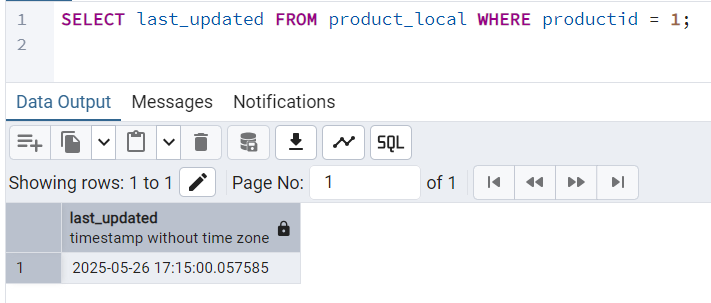 1 SELECT last_updated FROM product_local WHERE productid = 1;
2
Data Output Messages Notifications
SQL
Showing rows: 1 to 1 Page No: 1 of 1
last_updated
timestamp without time zone
1 2025-05-26 17:15:00.057585